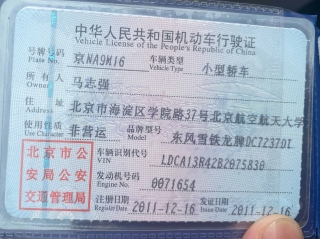 中华人民共和国机动车行驶证
Vehicle License of the People's Republic of China
号牌号码 京NA9M16 车辆类型 小型轿车
Plate No. Vehicle Type
所有人 马志强
Owner
住址 北京市海淀区学院路37号北京航空航天大学
Address
使用性质 非营运 品牌型号 东风雪铁龙牌DC7237DT
Use Character Model
北京市公安局公安交通管理局
车辆识别代号 LDCA13R42B2075830
VIN
发动机号码 0071654
Engine No.
注册日期 2011-12-16 发证日期 2011-12-16
Register Date Issue Date